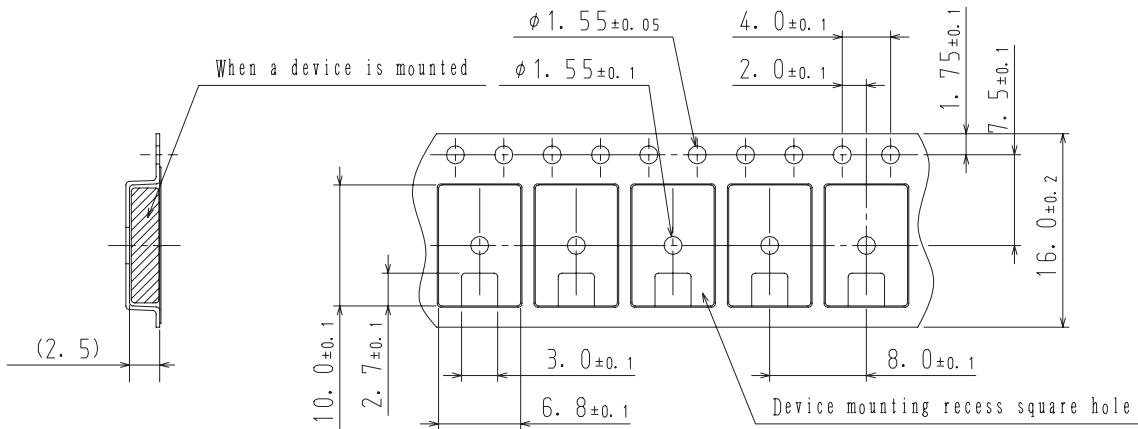 φ1.55±0.05
4.0±0.1
When a device is mounted
φ1.55±0.1
2.0±0.1
1.75±0.1
7.5±0.1
16.0±0.2
(2.5)
10.0±0.1
2.7±0.1
3.0±0.1
8.0±0.1
6.8±0.1
Device mounting recess square hole